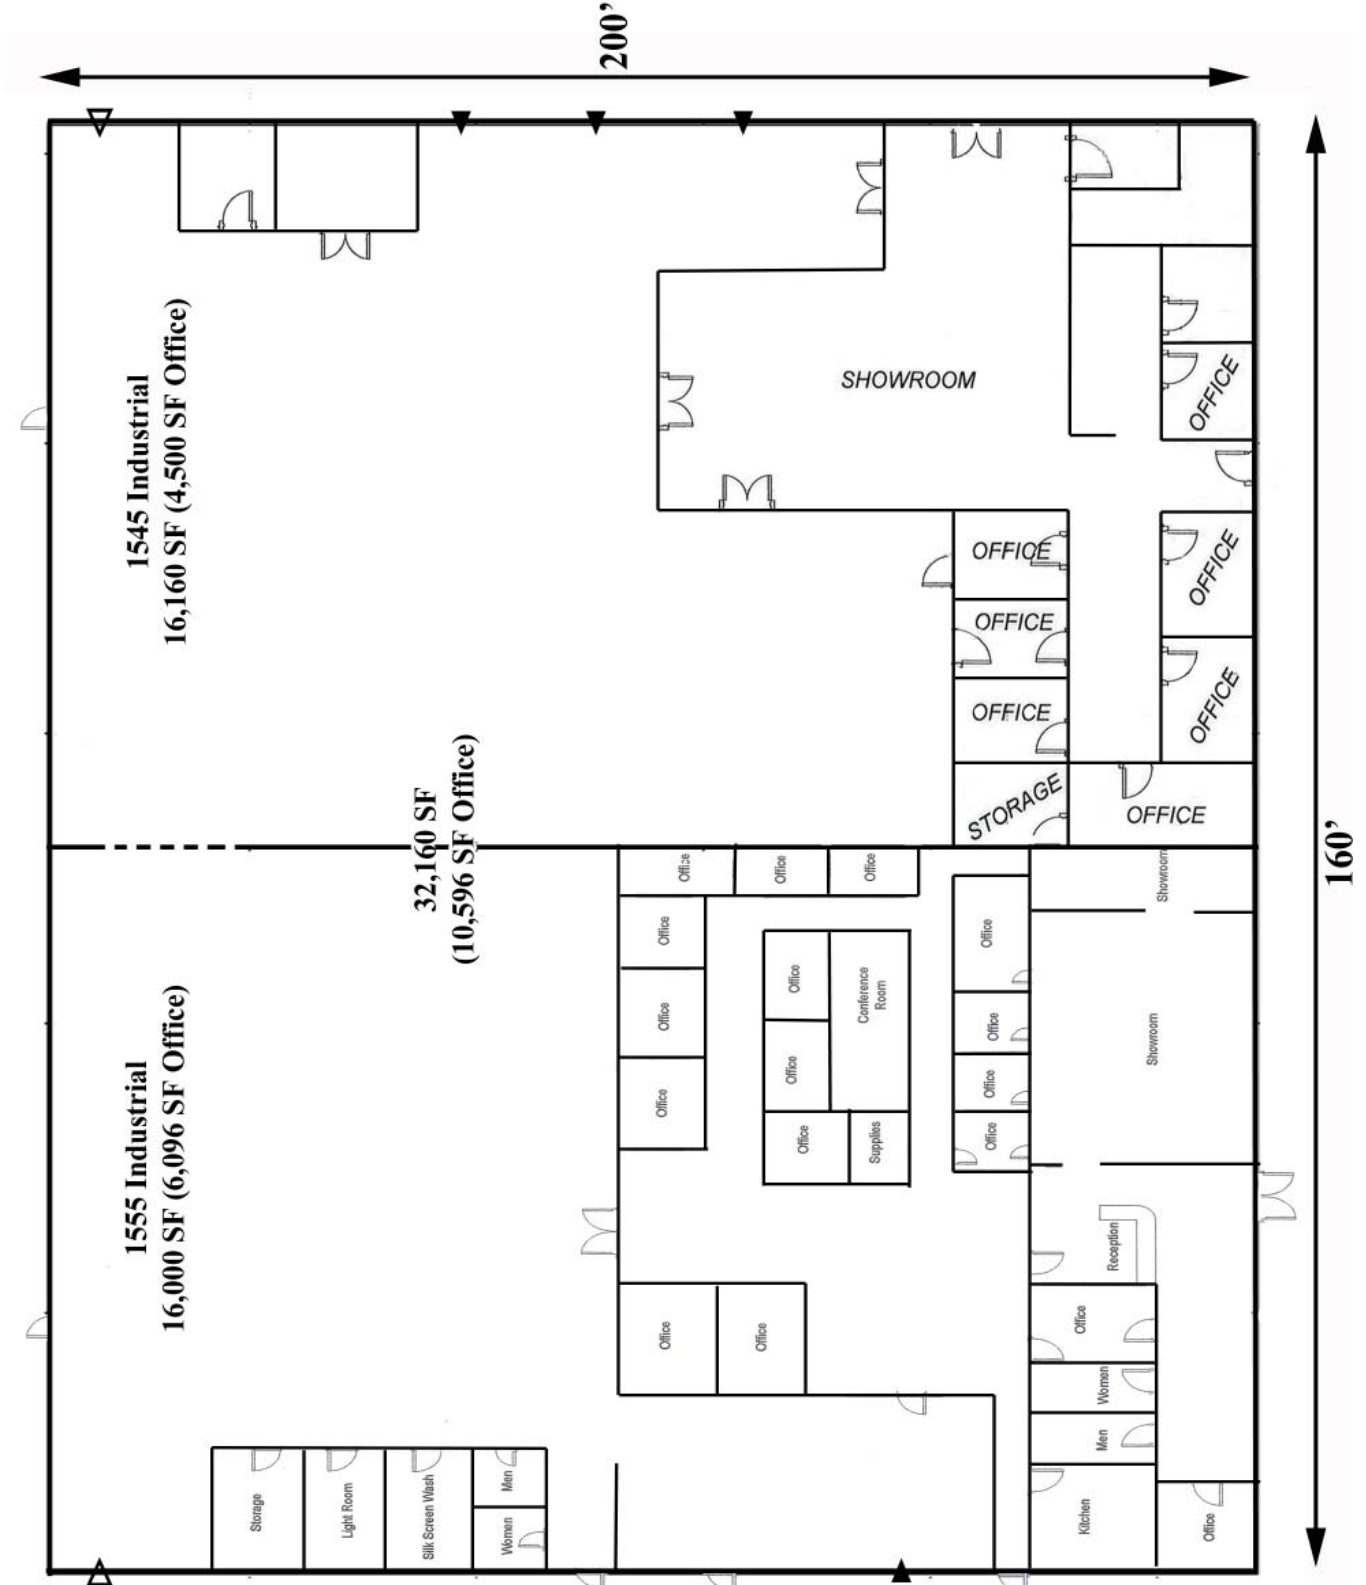 200’
160’
1545 Industrial
16,160 SF (4,500 SF Office)
SHOWROOM
OFFICE
OFFICE
OFFICE
OFFICE
OFFICE
OFFICE
STORAGE
OFFICE
32,160 SF
(10,596 SF Office)
1555 Industrial
16,000 SF (6,096 SF Office)
Office
Office
Office
Showroom
Office
Office
Office
Office
Conference
Room
Office
Office
Showroom
Office
Office
Office
Office
Supplies
Office
Reception
Office
Office
Office
Women
Men
Storage
Light Room
Silk Screen Wash
Men
Women
Kitchen
Office